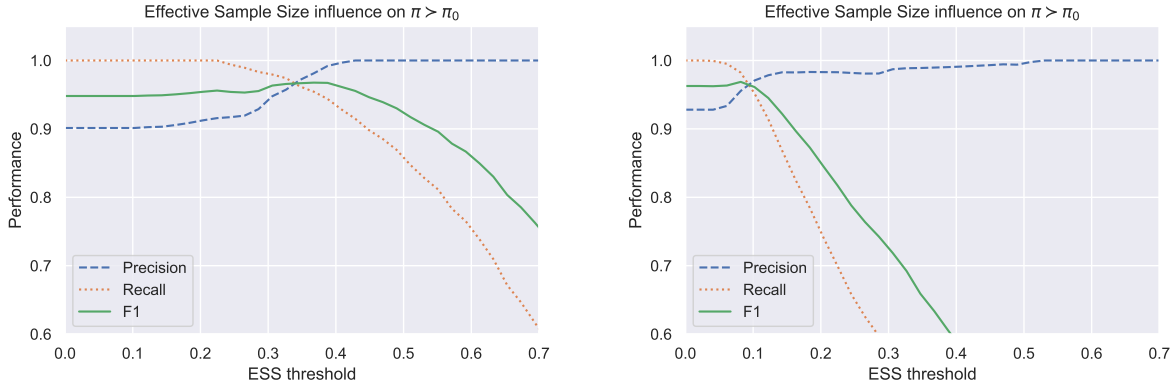 Effective Sample Size influence on π ≻ π₀
1.0
0.9
0.8
0.7
0.6
Performance
Precision
Recall
F1
0.0 0.1 0.2 0.3 0.4 0.5 0.6 0.7
ESS threshold
Effective Sample Size influence on π ≻ π₀
1.0
0.9
0.8
0.7
0.6
Performance
Precision
Recall
F1
0.0 0.1 0.2 0.3 0.4 0.5 0.6 0.7
ESS threshold